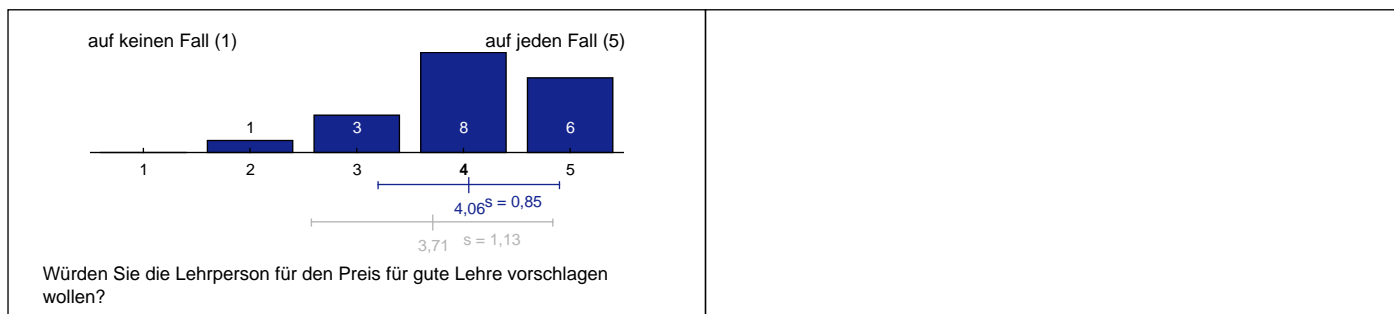 auf keinen Fall (1) auf jeden Fall (5)
1 3 8 6
1 2 3 4 5
4,06 s = 0,85
3,71 s = 1,13
Würden Sie die Lehrperson für den Preis für gute Lehre vorschlagen
wollen?